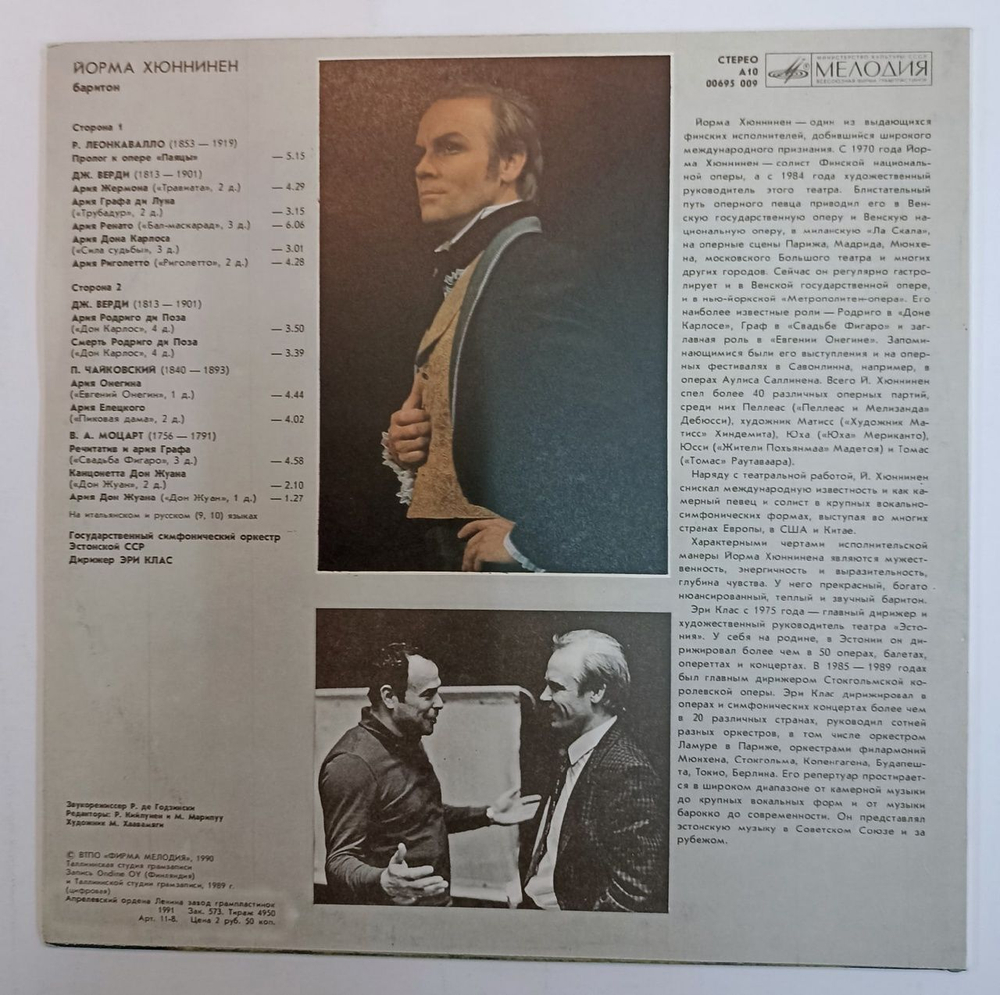 ЙОРМА ХЮННИНЕН
баритон
Сторона 1
Р. ЛЕОНКАВАЛЛО (1853 — 1919)
Пролог к опере «Паяцы» — 5.15
ДЖ. ВЕРДИ (1813 — 1901)
Ария Жермона («Травиата», 2 д.) — 4.29
Ария Графа ди Луна
(«Трубадур», 2 д.) — 3.15
Ария Ренато («Бал-маскарад», 3 д.) — 6.06
Ария Дона Карлоса
(«Сила судьбы», 3 д.) — 3.01
Ария Риголетто («Риголетто», 2 д.) — 4.28
Сторона 2
ДЖ. ВЕРДИ (1813 — 1901)
Ария Родриго ди Поза
(«Дон Карлос», 4 д.) — 3.50
Смерть Родриго ди Поза
(«Дон Карлос», 4 д.) — 3.39
П. ЧАЙКОВСКИЙ (1840 — 1893)
Ария Онегина
(«Евгений Онегин», 1 д.) — 4.44
Ария Елецкого
(«Пиковая дама», 2 д.) — 4.02
В. А. МОЦАРТ (1756 — 1791)
Речитатив и ария Графа
(«Свадьба Фигаро», 3 д.) — 4.58
Канцонетта Дон Жуана
(«Дон Жуан», 2 д.) — 2.10
Ария Дон Жуана («Дон Жуан», 1 д.) — 1.27
На итальянском и русском (9, 10) языках
Государственный симфонический оркестр
Эстонской ССР
Дирижер ЭРИ КЛАС
Звукорежиссер Р. де Годзински
Редакторы: Р. Кийлунен и М. Марипуу
Художник М. Хаавамяги
© ВТПО «ФИРМА МЕЛОДИЯ», 1990
Таллиннская студия грамзаписи
Запись Ondine OY (Финляндия)
и Таллиннской студии грамзаписи, 1989 г.
(цифровая)
Апрелевский ордена Ленина завод грампластинок
1991 Зак. 573. Тираж 4950
Арт. 11-8. Цена 2 руб. 50 коп.
СТЕРЕО
А10
00695 009
МИНИСТЕРСТВО КУЛЬТУРЫ СССР
МЕЛОДИЯ
ВСЕСОЮЗНАЯ ФИРМА ГРАМПЛАСТИНОК
Йорма Хюннинен — один из выдающихся
финских исполнителей, добившийся широкого
международного признания. С 1970 года Йор-
ма Хюннинен — солист Финской националь-
ной оперы, а с 1984 года художественный
руководитель этого театра. Блистательный
путь оперного певца приводил его в Вен-
скую государственную оперу и Венскую на-
циональную оперу, в миланскую «Ла Скала»,
на оперные сцены Парижа, Мадрида, Мюнхе-
на, московского Большого театра и многих
других городов. Сейчас он регулярно гастро-
лирует и в Венской государственной опере,
и в нью-йоркской «Метрополитен-опера». Его
наиболее известные роли — Родриго в «Доне
Карлосе», Граф в «Свадьбе Фигаро» и заг-
лавная роль в «Евгении Онегине». Запоми-
нающимися были его выступления и на опер-
ных фестивалях в Савонлинна, например, в
операх Аулиса Саллинена. Всего Й. Хюннинен
спел более 40 различных оперных партий,
среди них Пеллеас («Пеллеас и Мелизанда»
Дебюсси), художник Матисс («Художник Ма-
тисс» Хиндемита), Юха («Юха» Мериканто),
Юсси («Жители Похьянмаа» Мадетоя) и Томас
(«Томас» Раутаваара).
Наряду с театральной работой, Й. Хюннинен
снискал международную известность и как ка-
мерный певец и солист в крупных вокально-
симфонических формах, выступая во многих
странах Европы, в США и Китае.
Характерными чертами исполнительской
манеры Йорма Хюннинена являются мужест-
венность, энергичность и выразительность,
глубина чувства. У него прекрасный, богато
нюансированный, теплый и звучный баритон.
Эри Клас с 1975 года — главный дирижер и
художественный руководитель театра «Эсто-
ния». У себя на родине, в Эстонии он ди-
рижировал более чем в 50 операх, балетах,
опереттах и концертах. В 1985 — 1989 годах
был главным дирижером Стокгольмской ко-
ролевской оперы. Эри Клас дирижировал в
операх и симфонических концертах более чем
в 20 различных странах, руководил сотней
разных оркестров, в том числе оркестром
Ламуре в Париже, оркестрами филармоний
Мюнхена, Стокгольма, Копенгагена, Будапеш-
та, Токио, Берлина. Его репертуар простирает-
ся в широком диапазоне от камерной музыки
до крупных вокальных форм и от музыки
барокко до современности. Он представлял
эстонскую музыку в Советском Союзе и за
рубежом.